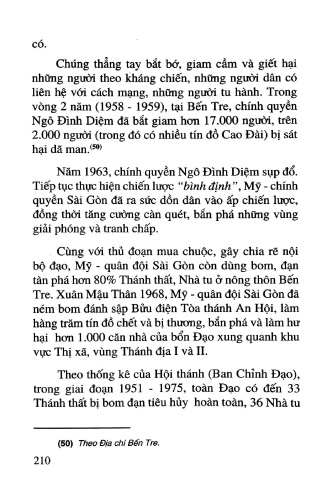 có.
Chúng thẳng tay bắt bớ, giam cầm và giết hại
những người theo kháng chiến, những người dân có
liên hệ với cách mạng, những người tu hành. Trong
vòng 2 năm (1958 - 1959), tại Bến Tre, chính quyền
Ngô Đình Diệm đã bắt giam hơn 17.000 người, trên
2.000 người (trong đó có nhiều tín đồ Cao Đài) bị sát
hại dã man.(50)
Năm 1963, chính quyền Ngô Đình Diệm sụp đổ.
Tiếp tục thực hiện chiến lược "bình định", Mỹ - chính
quyền Sài Gòn đã ra sức dồn dân vào ấp chiến lược,
đồng thời tăng cường càn quét, bắn phá những vùng
giải phóng và tranh chấp.
Cùng với thủ đoạn mua chuộc, gây chia rẽ nội
bộ đạo, Mỹ - quân đội Sài Gòn còn dùng bom, đạn
tàn phá hơn 80% Thánh thất, Nhà tu ở nông thôn Bến
Tre. Xuân Mậu Thân 1968, Mỹ - quân đội Sài Gòn đã
ném bom đánh sập Bửu điện Tòa thánh An Hội, làm
hàng trăm tín đồ chết và bị thương, bắn phá và làm hư
hại hơn 1.000 căn nhà của bổn Đạo xung quanh khu
vực Thị xã, vùng Thánh địa I và II.
Theo thống kê của Hội thánh (Ban Chỉnh Đạo),
trong giai đoạn 1951 - 1975, toàn Đạo có đến 33
Thánh thất bị bom đạn tiêu hủy hoàn toàn, 36 Nhà tu
(50) Theo Địa chí Bến Tre.
210